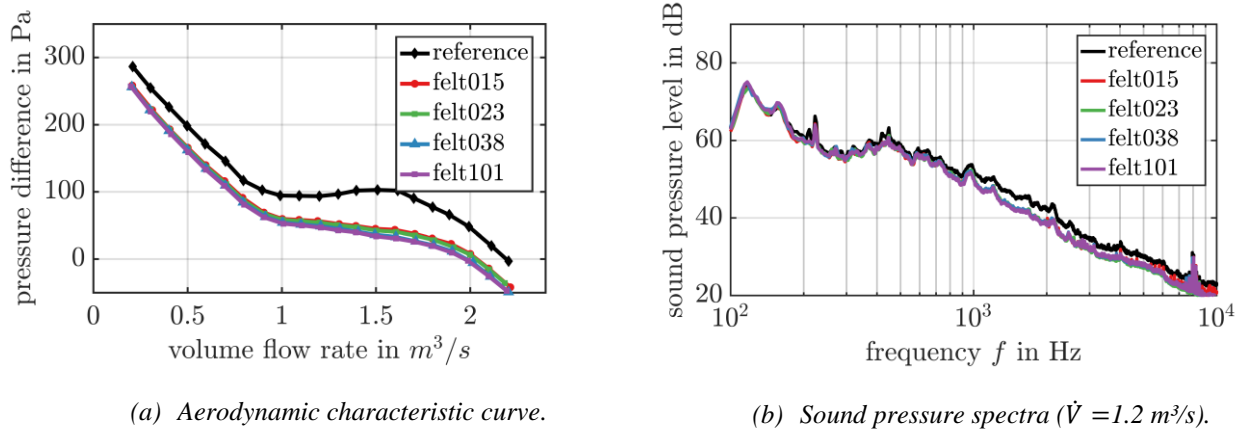 pressure difference in Pa
300
200
100
0
0
0.5
1
1.5
2
volume flow rate in m³/s
reference
felt015
felt023
felt038
felt101
(a) Aerodynamic characteristic curve.
sound pressure level in dB
80
60
40
20
10²
10³
10⁴
frequency f in Hz
reference
felt015
felt023
felt038
felt101
(b) Sound pressure spectra (V̇ =1.2 m³/s).